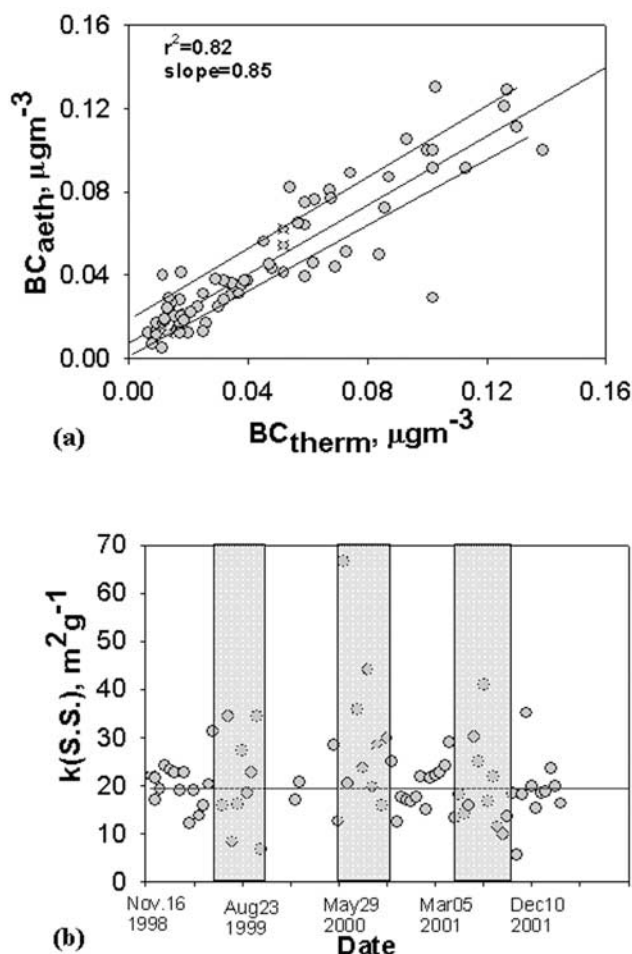 0.16
r²=0.82
slope=0.85
0.12
0.08
0.04
0.00
BCaeth, μgm⁻³
0.00 0.04 0.08 0.12 0.16
(a)
BCtherm, μgm⁻³
70
60
50
40
30
20
10
0
k(s.s.), m²g-1
Nov.16 Aug23 May29 Mar05 Dec10
1998 1999 2000 2001 2001
(b)
Date